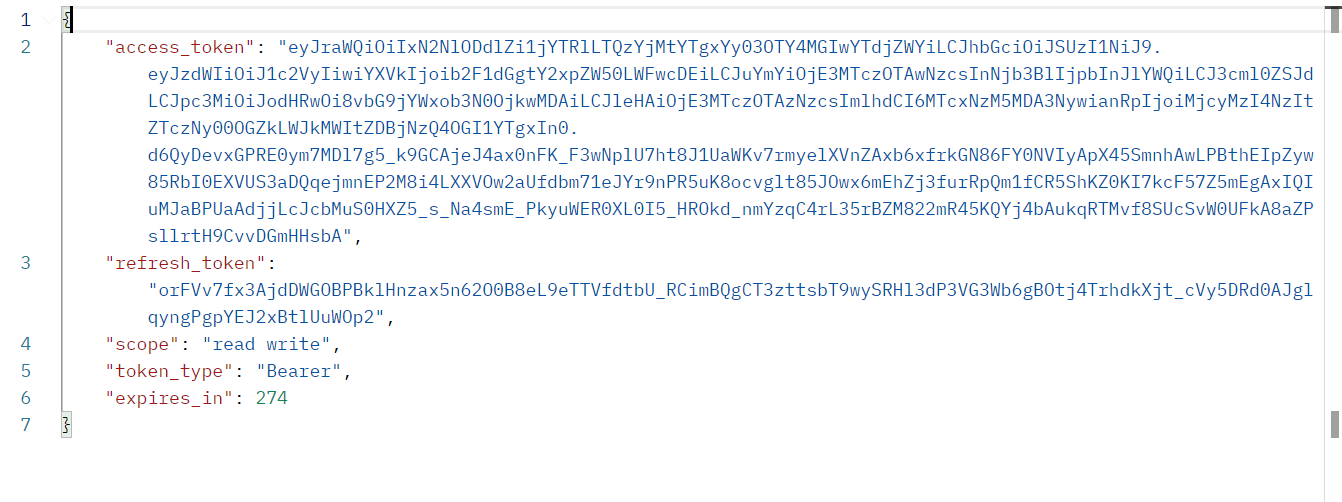 1 {
2 "access_token": "eyJraWQiOiIxN2NlODdlZi1jYTRlLTQzYjMtYTgxYy03OTY4MGIwYTdjZWYiLCJhbGciOiJSUzI1NiJ9.
eyJzdWIiOiJ1c2VyIiwiYXVkIjoib2F1dGgtY2xpZW50LWFwcDEiLCJuYmYiOjE3MTczOTAwNzcsInNjb3BlIjpbInJlYWQiLCJ3cml0ZSJd
LCJpc3MiOiJodHRwOi8vbG9jYWxob3N0OjkwMDAiLCJleHAiOjE3MTczOTAzNzcsImlhdCI6MTcxNzM5MDA3NywianRpIjoiMjcyMzI4NzIt
ZTczNy00OGZkLWJkMWItZDBjNzQ4OGI1YTgxIn0.
d6QyDevxGPRE0ym7MDl7g5_k9GCAjeJ4ax0nFK_F3wNplU7ht8J1UaWKv7rmyelXVnZAxb6xfrkGN86FY0NVIyApX45SmnhAwLPBthEIpZyw
85RbI0EXVUS3aDQqejmnEP2M8i4LXXVOw2aUfdbm71eJYr9nPR5uK8ocvglt85JOwx6mEhZj3furRpQm1fCR5ShKZ0KI7kcF57Z5mEgAxIQI
uMJaBPUaAdjjLcJcbMuS0HXZ5_s_Na4smE_PkyuWER0XL0I5_HROkd_nmYzqC4rL35rBZM822mR45KQYj4bAukqRTMvf8SUcSvW0UFkA8aZP
sllrtH9CvvDGmHHsbA",
3 "refresh_token":
"orFVv7fx3AjdDWGOBPBklHnzax5n62O0B8eL9eTTVfdtbU_RCimBQgCT3zttsbT9wySRHl3dP3VG3Wb6gBOtj4TrhdkXjt_cVy5DRd0AJgl
qyngPgpYEJ2xBtlUuWOp2",
4 "scope": "read write",
5 "token_type": "Bearer",
6 "expires_in": 274
7 }